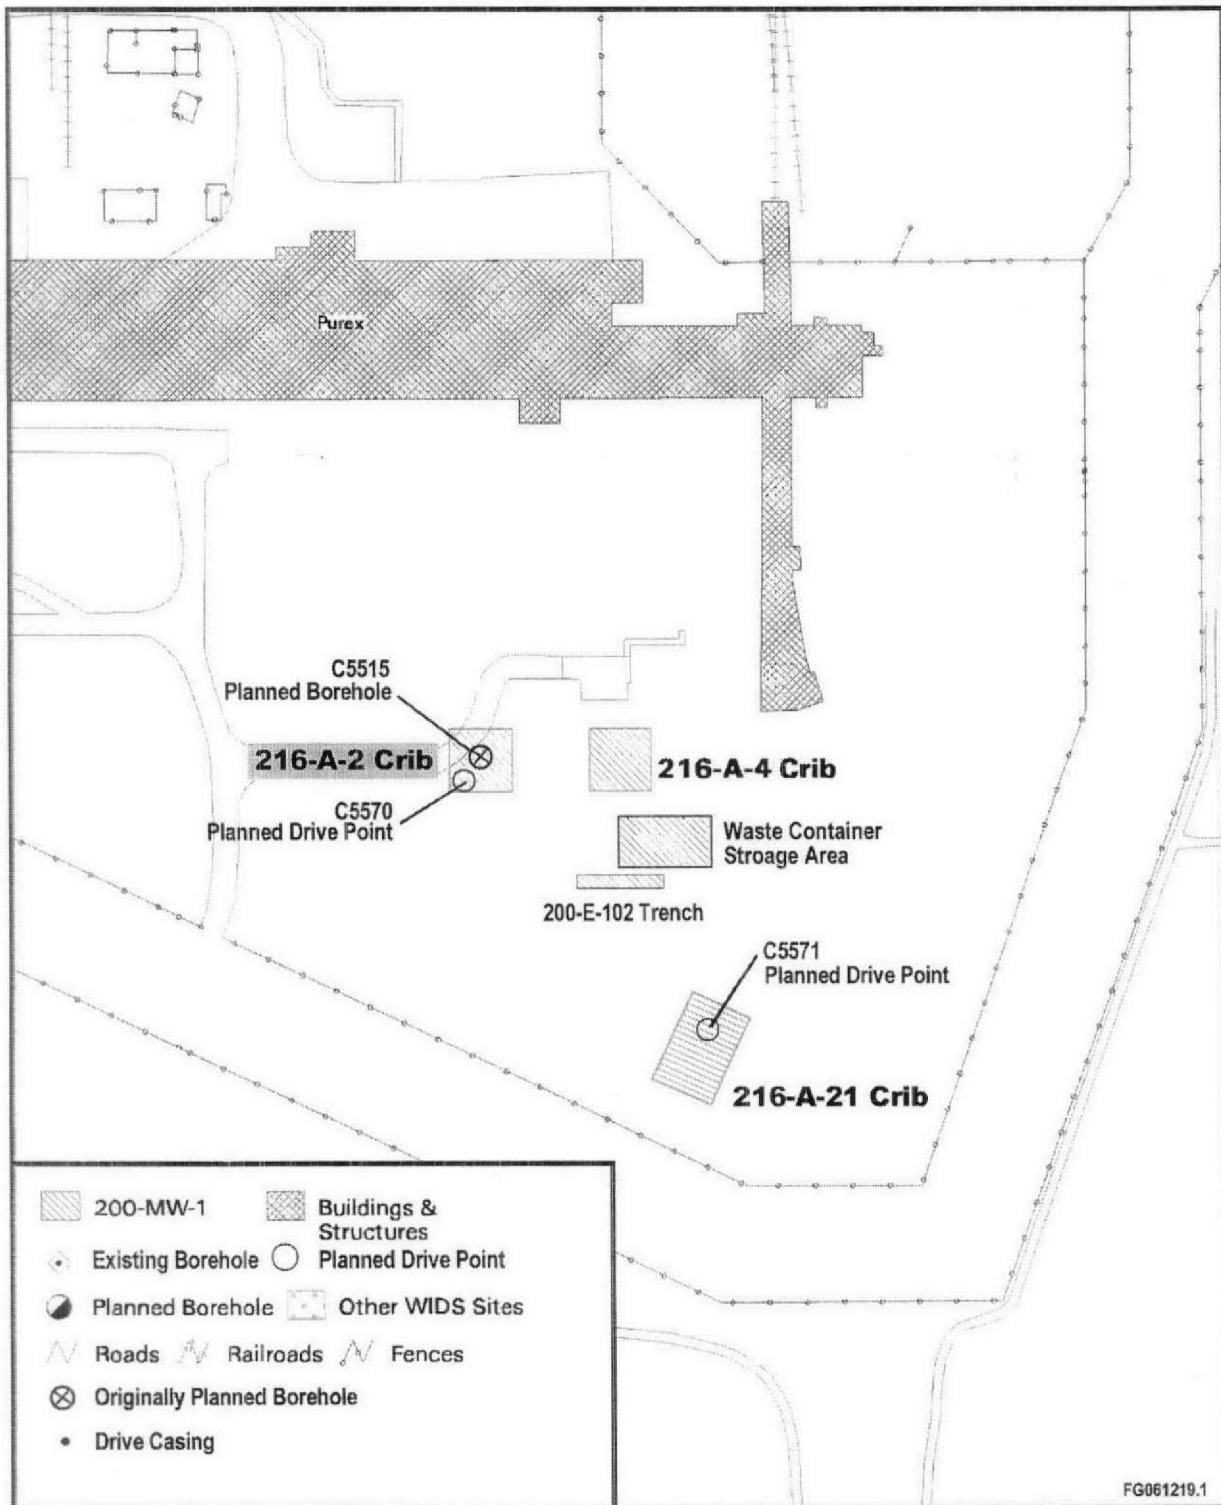 Purex
C5515
Planned Borehole
216-A-2 Crib
216-A-4 Crib
C5570
Planned Drive Point
Waste Container
Stroage Area
200-E-102 Trench
C5571
Planned Drive Point
216-A-21 Crib
200-MW-1
Buildings &
Structures
Existing Borehole
Planned Drive Point
Planned Borehole
Other WIDS Sites
Roads
Railroads
Fences
Originally Planned Borehole
Drive Casing
FG061219.1